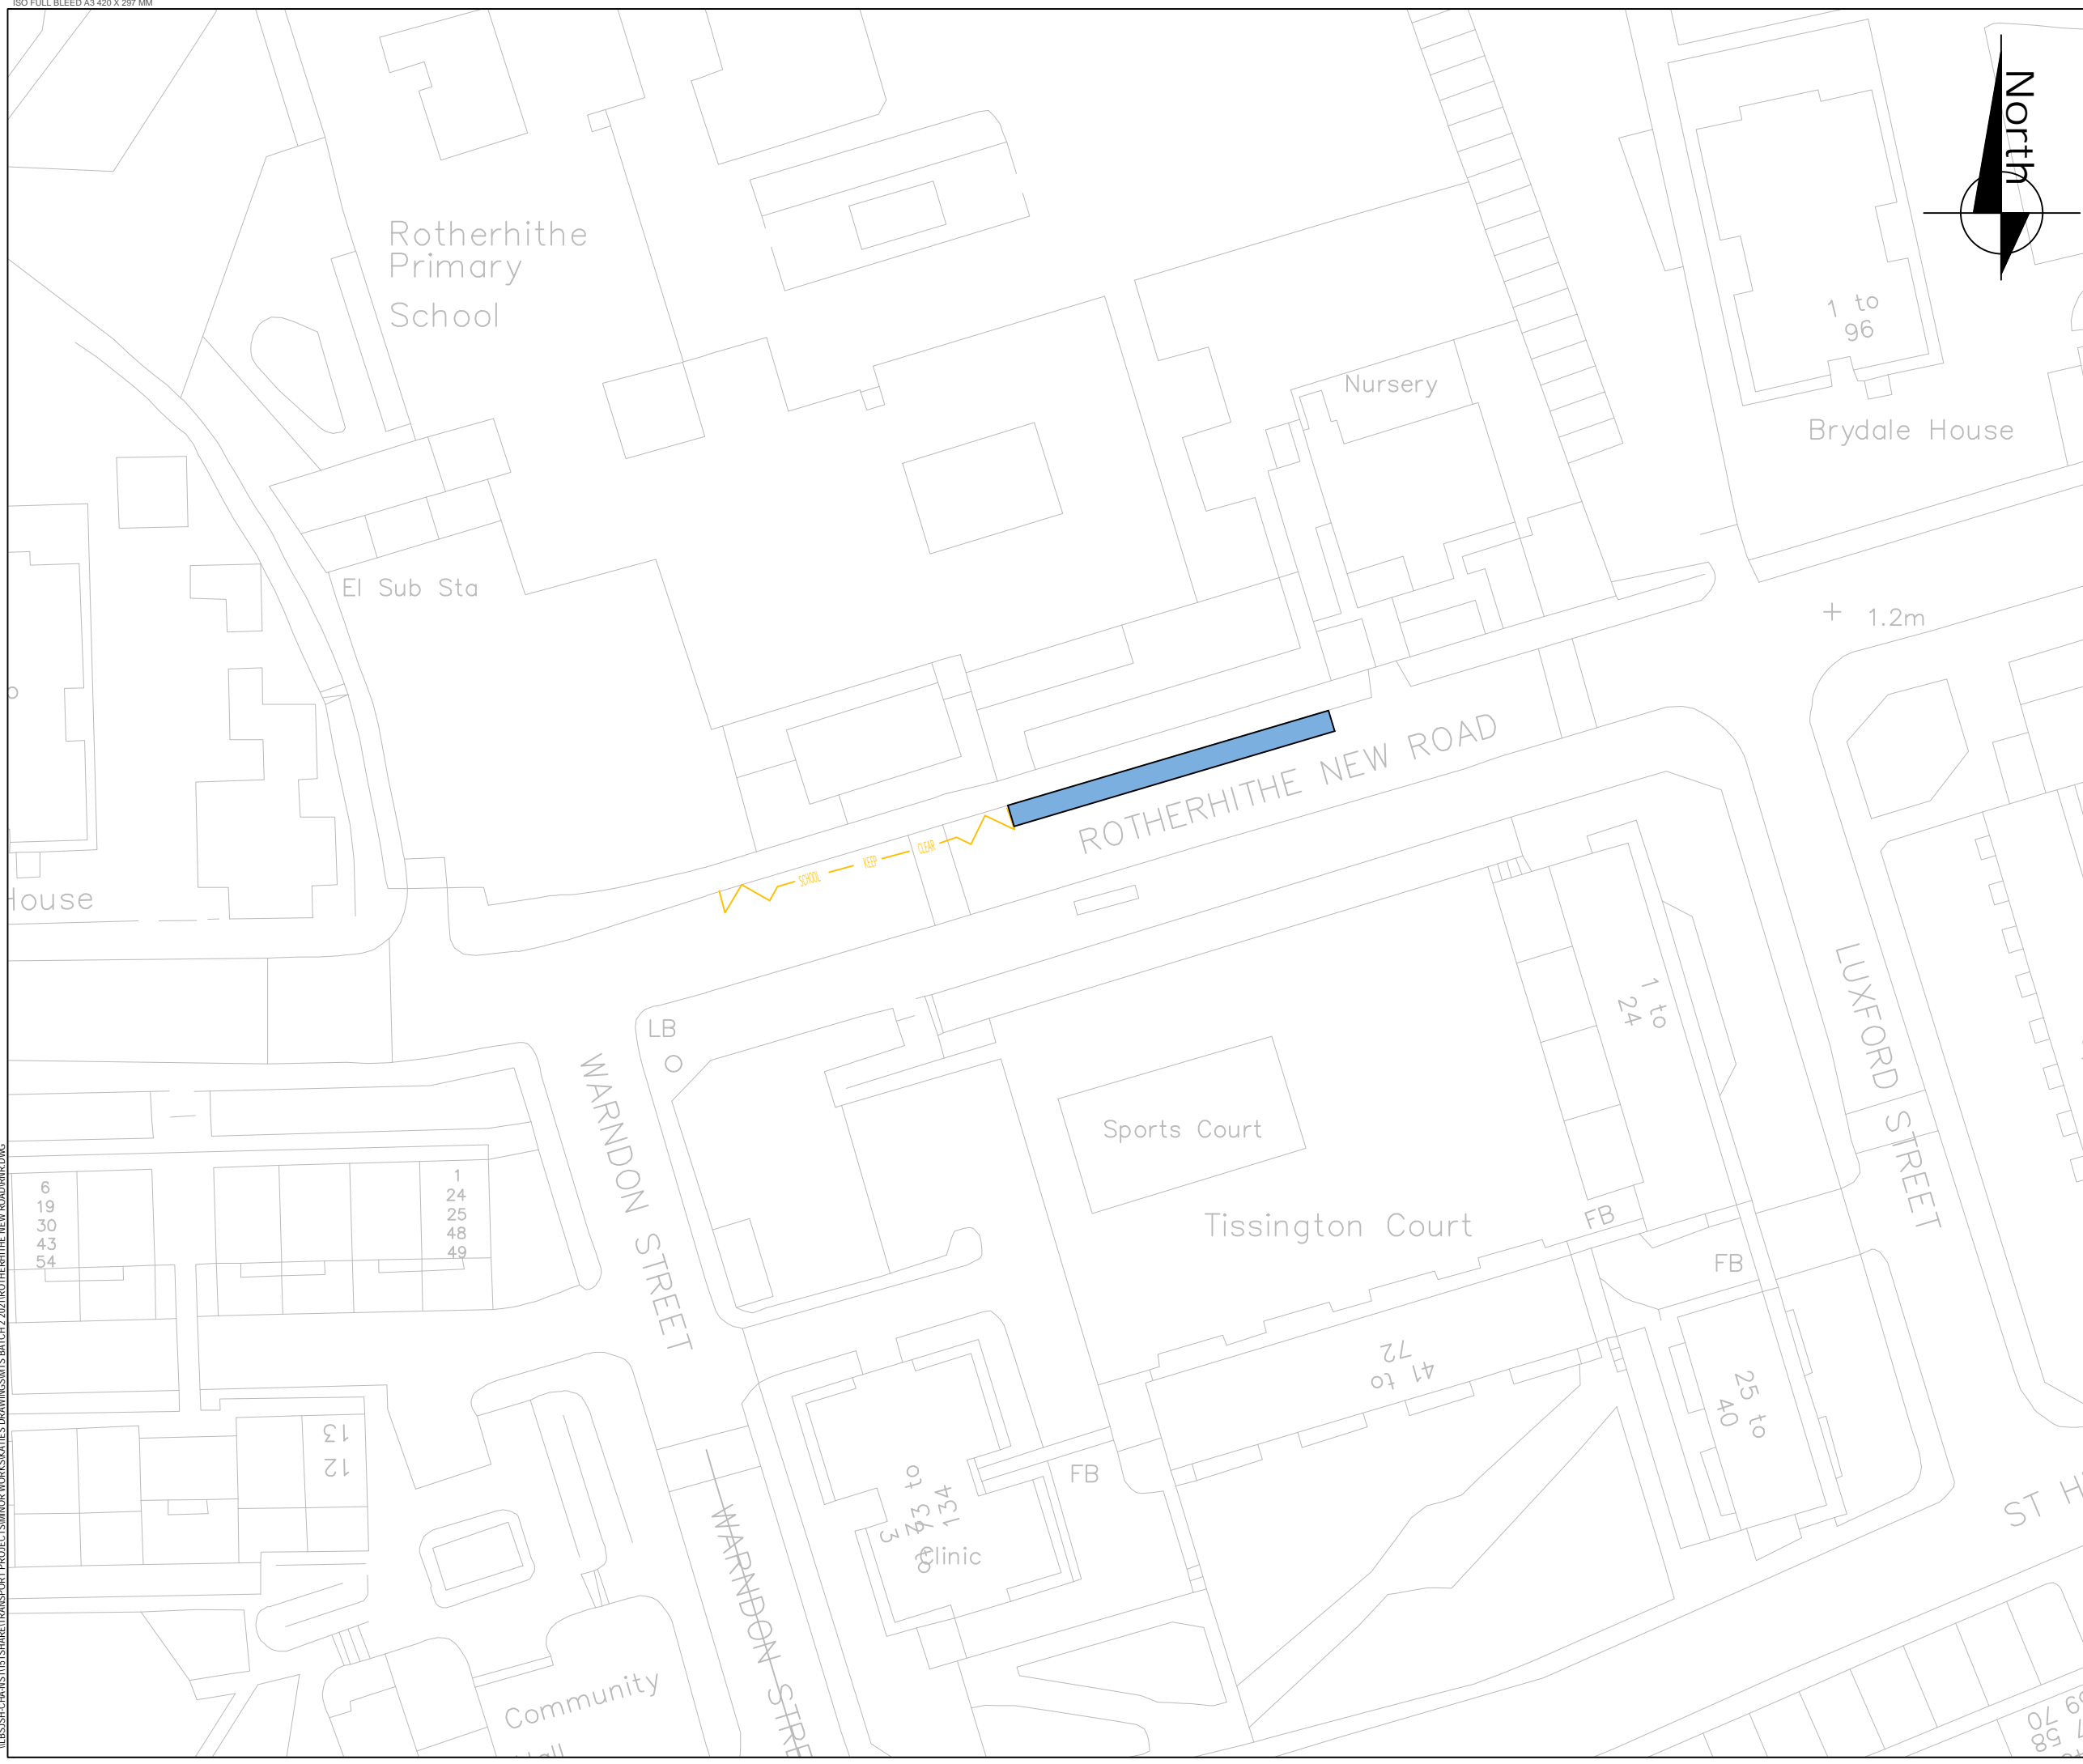 ISO FULL BLEED A3 420 X 297 MM
North
Rotherhithe
Primary
School
1 to
96
Nursery
Brydale House
El Sub Sta
1.2m
ROTHERHITHE NEW ROAD
SCHOOL KEEP CLEAR
House
LB
1 to
24
LUXFORD STREET
WARNDON STREET
Sports Court
6
19
30
43
54
1
24
25
48
49
Tissington Court
FB
FB
41 to
72
25 to
40
13
12
FB
134
Clinic
ST H
WARNDON STRE
Community
58
70